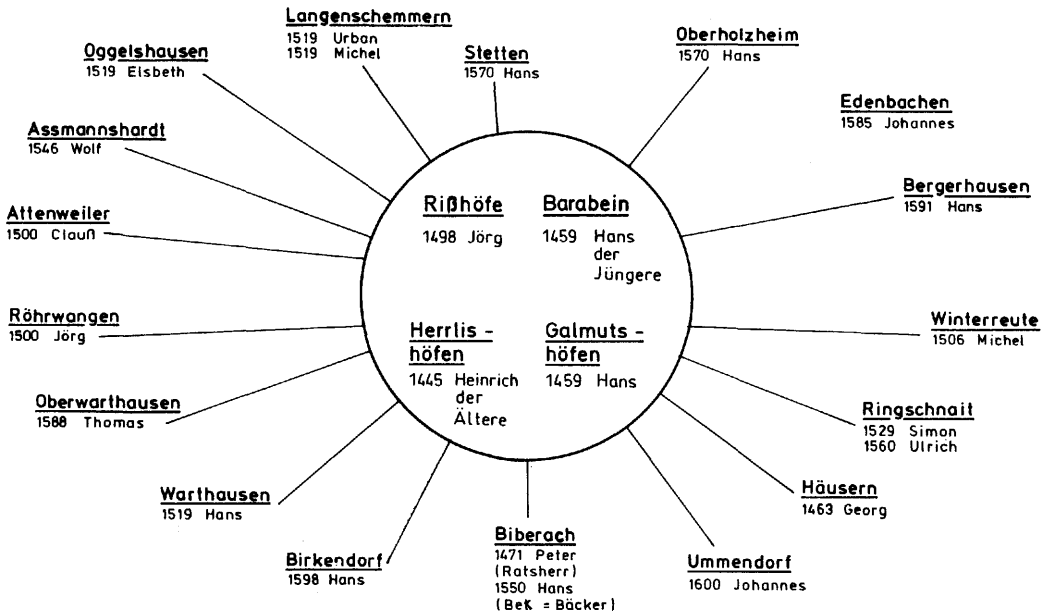 Langenschemmern
1519 Urban
1519 Michel
Oggelshausen
1519 Elsbeth
Stetten
1570 Hans
Oberholzheim
1570 Hans
Edenbachen
1585 Johannes
Assmannshardt
1546 Wolf
Bergerhausen
1591 Hans
Attenweiler
1500 Clauß
Rißhöfe
1498 Jörg
Barabein
1459 Hans
der
Jüngere
Röhrwangen
1500 Jörg
Herrlis -
höfen
1445 Heinrich
der
Ältere
Galmuts -
höfen
1459 Hans
Winterreute
1506 Michel
Oberwarthausen
1588 Thomas
Ringschnait
1529 Simon
1560 Ulrich
Warthausen
1519 Hans
Häusern
1463 Georg
Birkendorf
1598 Hans
Biberach
1471 Peter
(Ratsherr)
1550 Hans
(Bek = Bäcker)
Ummendorf
1600 Johannes